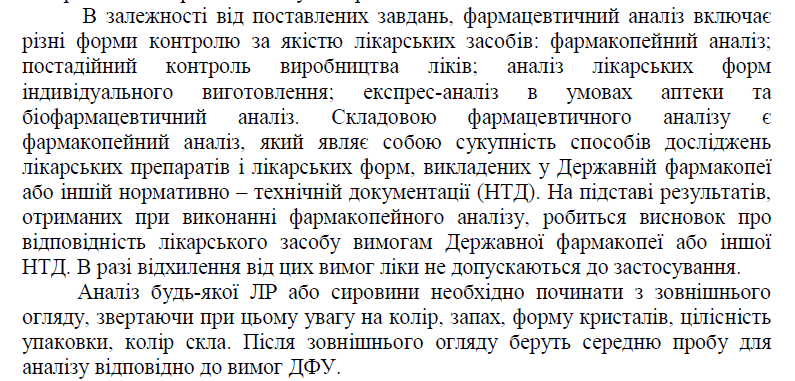 В залежності від поставлених завдань, фармацевтичний аналіз включає
різні форми контролю за якістю лікарських засобів: фармакопейний аналіз;
постадійний контроль виробництва ліків; аналіз лікарських форм
індивідуального виготовлення; експрес-аналіз в умовах аптеки та
біофармацевтичний аналіз. Складовою фармацевтичного аналізу є
фармакопейний аналіз, який являє собою сукупність способів досліджень
лікарських препаратів і лікарських форм, викладених у Державній фармакопеї
або іншій нормативно – технічній документації (НТД). На підставі результатів,
отриманих при виконанні фармакопейного аналізу, робиться висновок про
відповідність лікарського засобу вимогам Державної фармакопеї або іншої
НТД. В разі відхилення від цих вимог ліки не допускаються до застосування.
Аналіз будь-якої ЛР або сировини необхідно починати з зовнішнього
огляду, звертаючи при цьому увагу на колір, запах, форму кристалів, цілісність
упаковки, колір скла. Після зовнішнього огляду беруть середню пробу для
аналізу відповідно до вимог ДФУ.